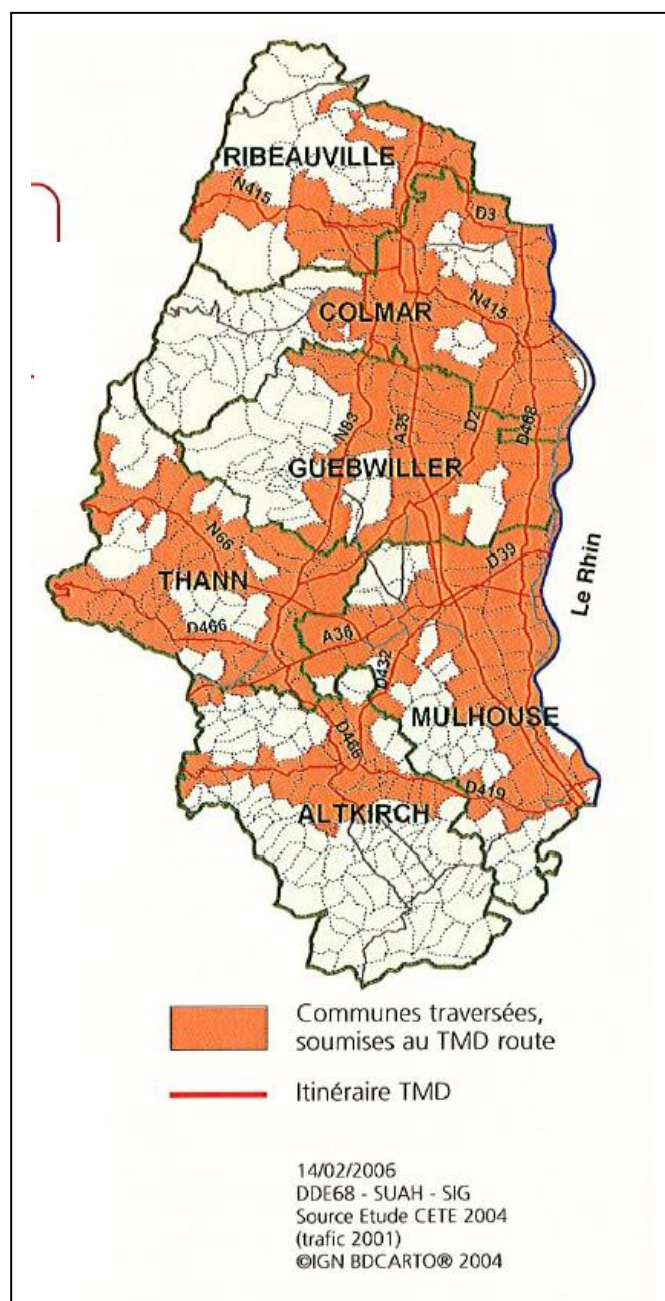 RIBEAUVILLE
N415
D3
COLMAR
N415
N83
A35
D2
D468
GUEBWILLER
N66
D39
Le Rhin
THANN
D466
A36
D432
MULHOUSE
D466
D419
ALTKIRCH
Communes traversées,
soumises au TMD route
Itinéraire TMD
14/02/2006
DDE68 - SUAH - SIG
Source Etude CETE 2004
(trafic 2001)
©IGN BDCARTO® 2004